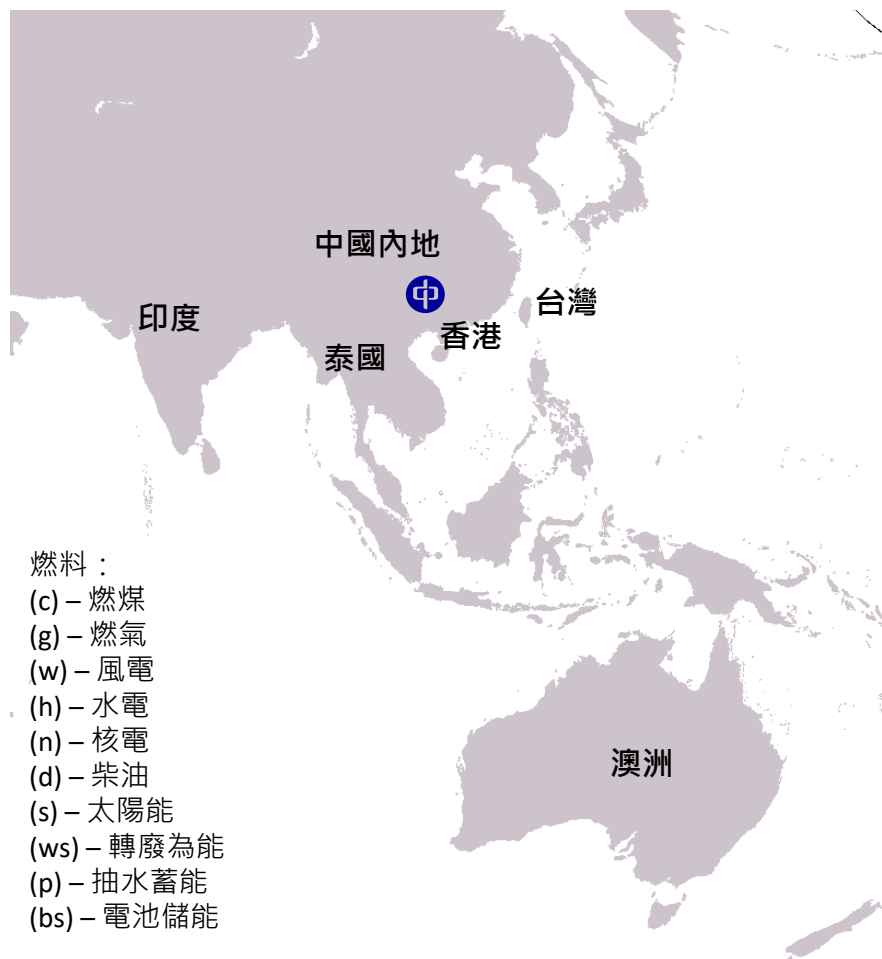 中國內地
台灣
印度
香港
泰國
燃料：
(c) – 燃煤
(g) – 燃氣
(w) – 風電
(h) – 水電
(n) – 核電
(d) – 柴油
(s) – 太陽能
(ws) – 轉廢為能
(p) – 抽水蓄能
(bs) – 電池儲能
澳洲